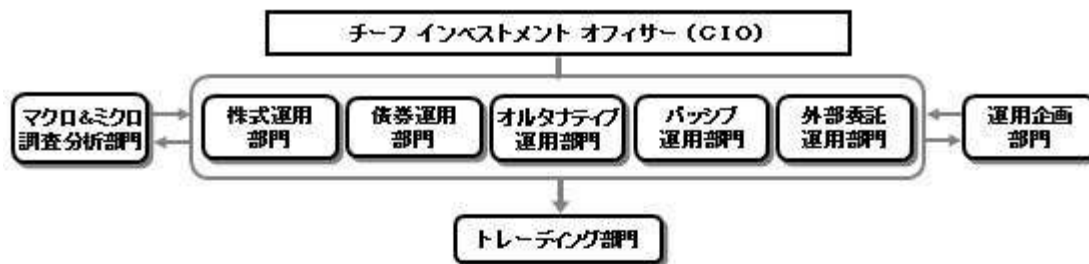 チーフ インベストメント オフィサー（ＣＩＯ）
マクロ&ミクロ
調査分析部門
株式運用
部門
債券運用
部門
オルタナティブ
運用部門
パッシブ
運用部門
外部委託
運用部門
運用企画
部門
トレーディング部門